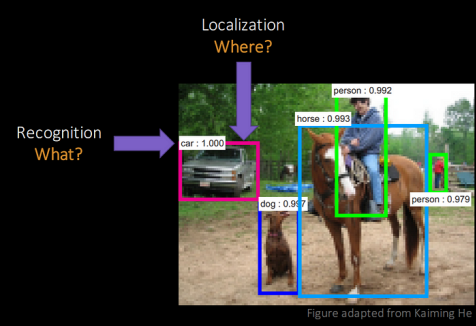 Localization
Where?
Recognition
What?
person : 0.992
horse : 0.993
car : 1.000
dog : 0.997
person : 0.979
Figure adapted from Kaiming He